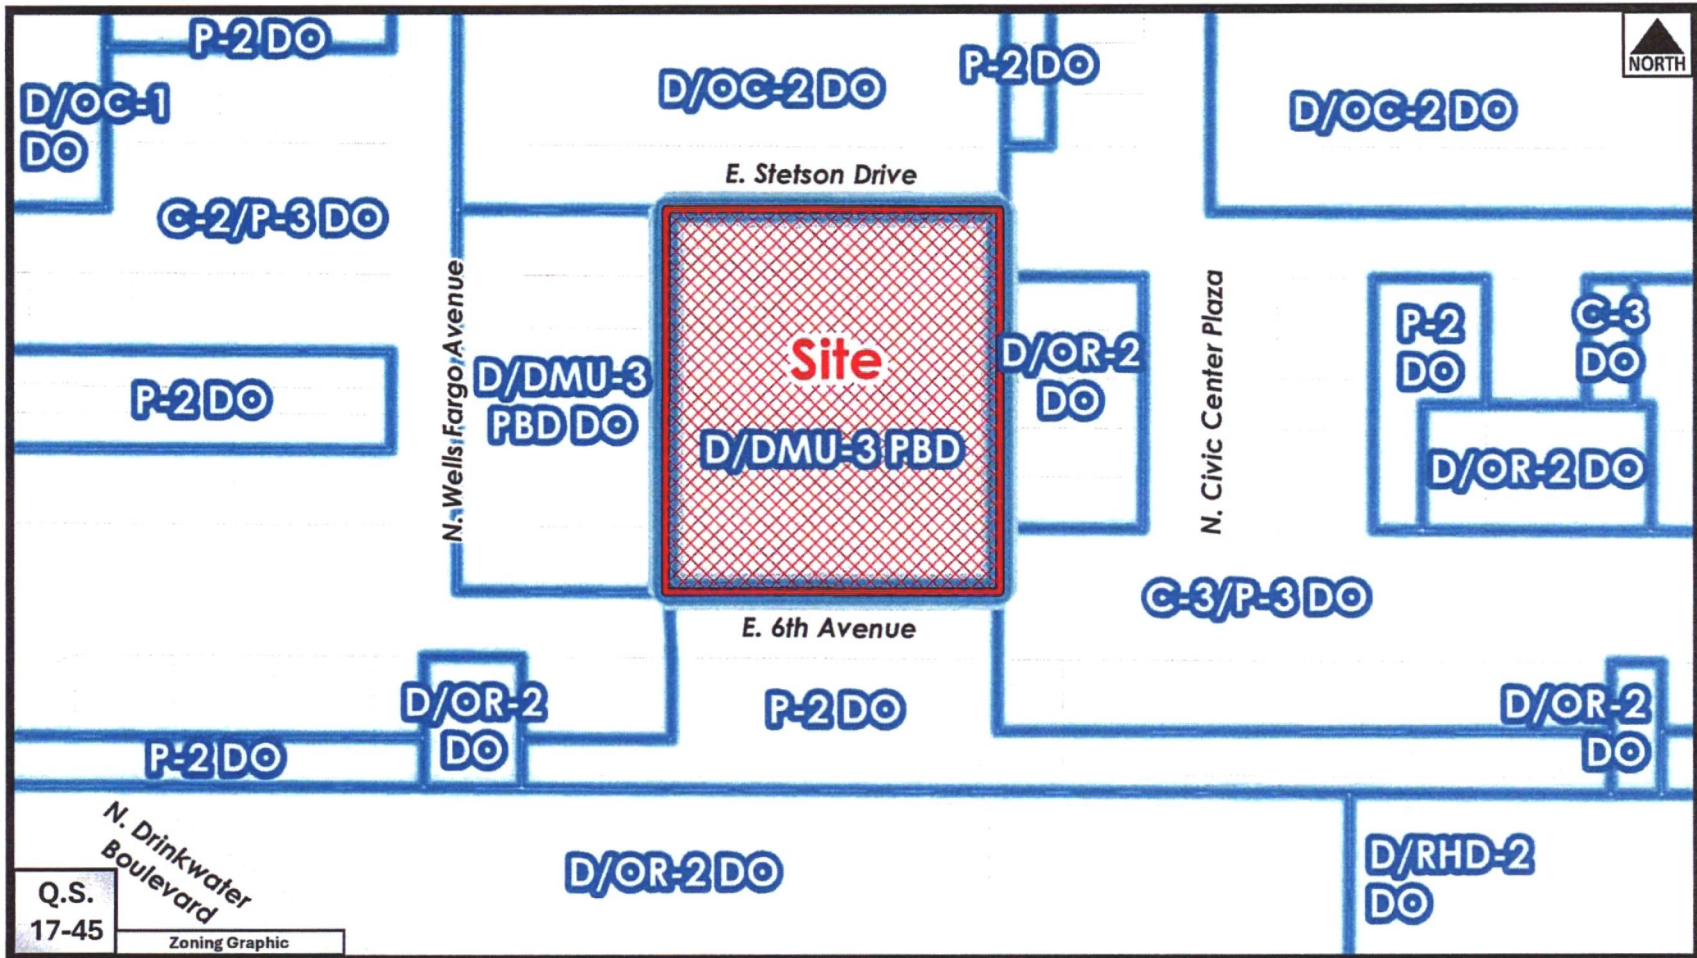 P-2 DO
P-2 DO
NORTH
D/OC-1
DO
D/OC-2 DO
D/OC-2 DO
E. Stetson Drive
C-2/P-3 DO
N. Wells Fargo Avenue
N. Civic Center Plaza
Site
D/DMU-3 PBD
D/DMU-3
PBD DO
D/OR-2
DO
P-2
DO
C-3
DO
P-2 DO
D/OR-2 DO
C-3/P-3 DO
E. 6th Avenue
D/OR-2
DO
P-2 DO
D/OR-2
DO
P-2 DO
N. Drinkwater
Boulevard
D/OR-2 DO
D/RHD-2
DO
Q.S.
17-45
Zoning Graphic